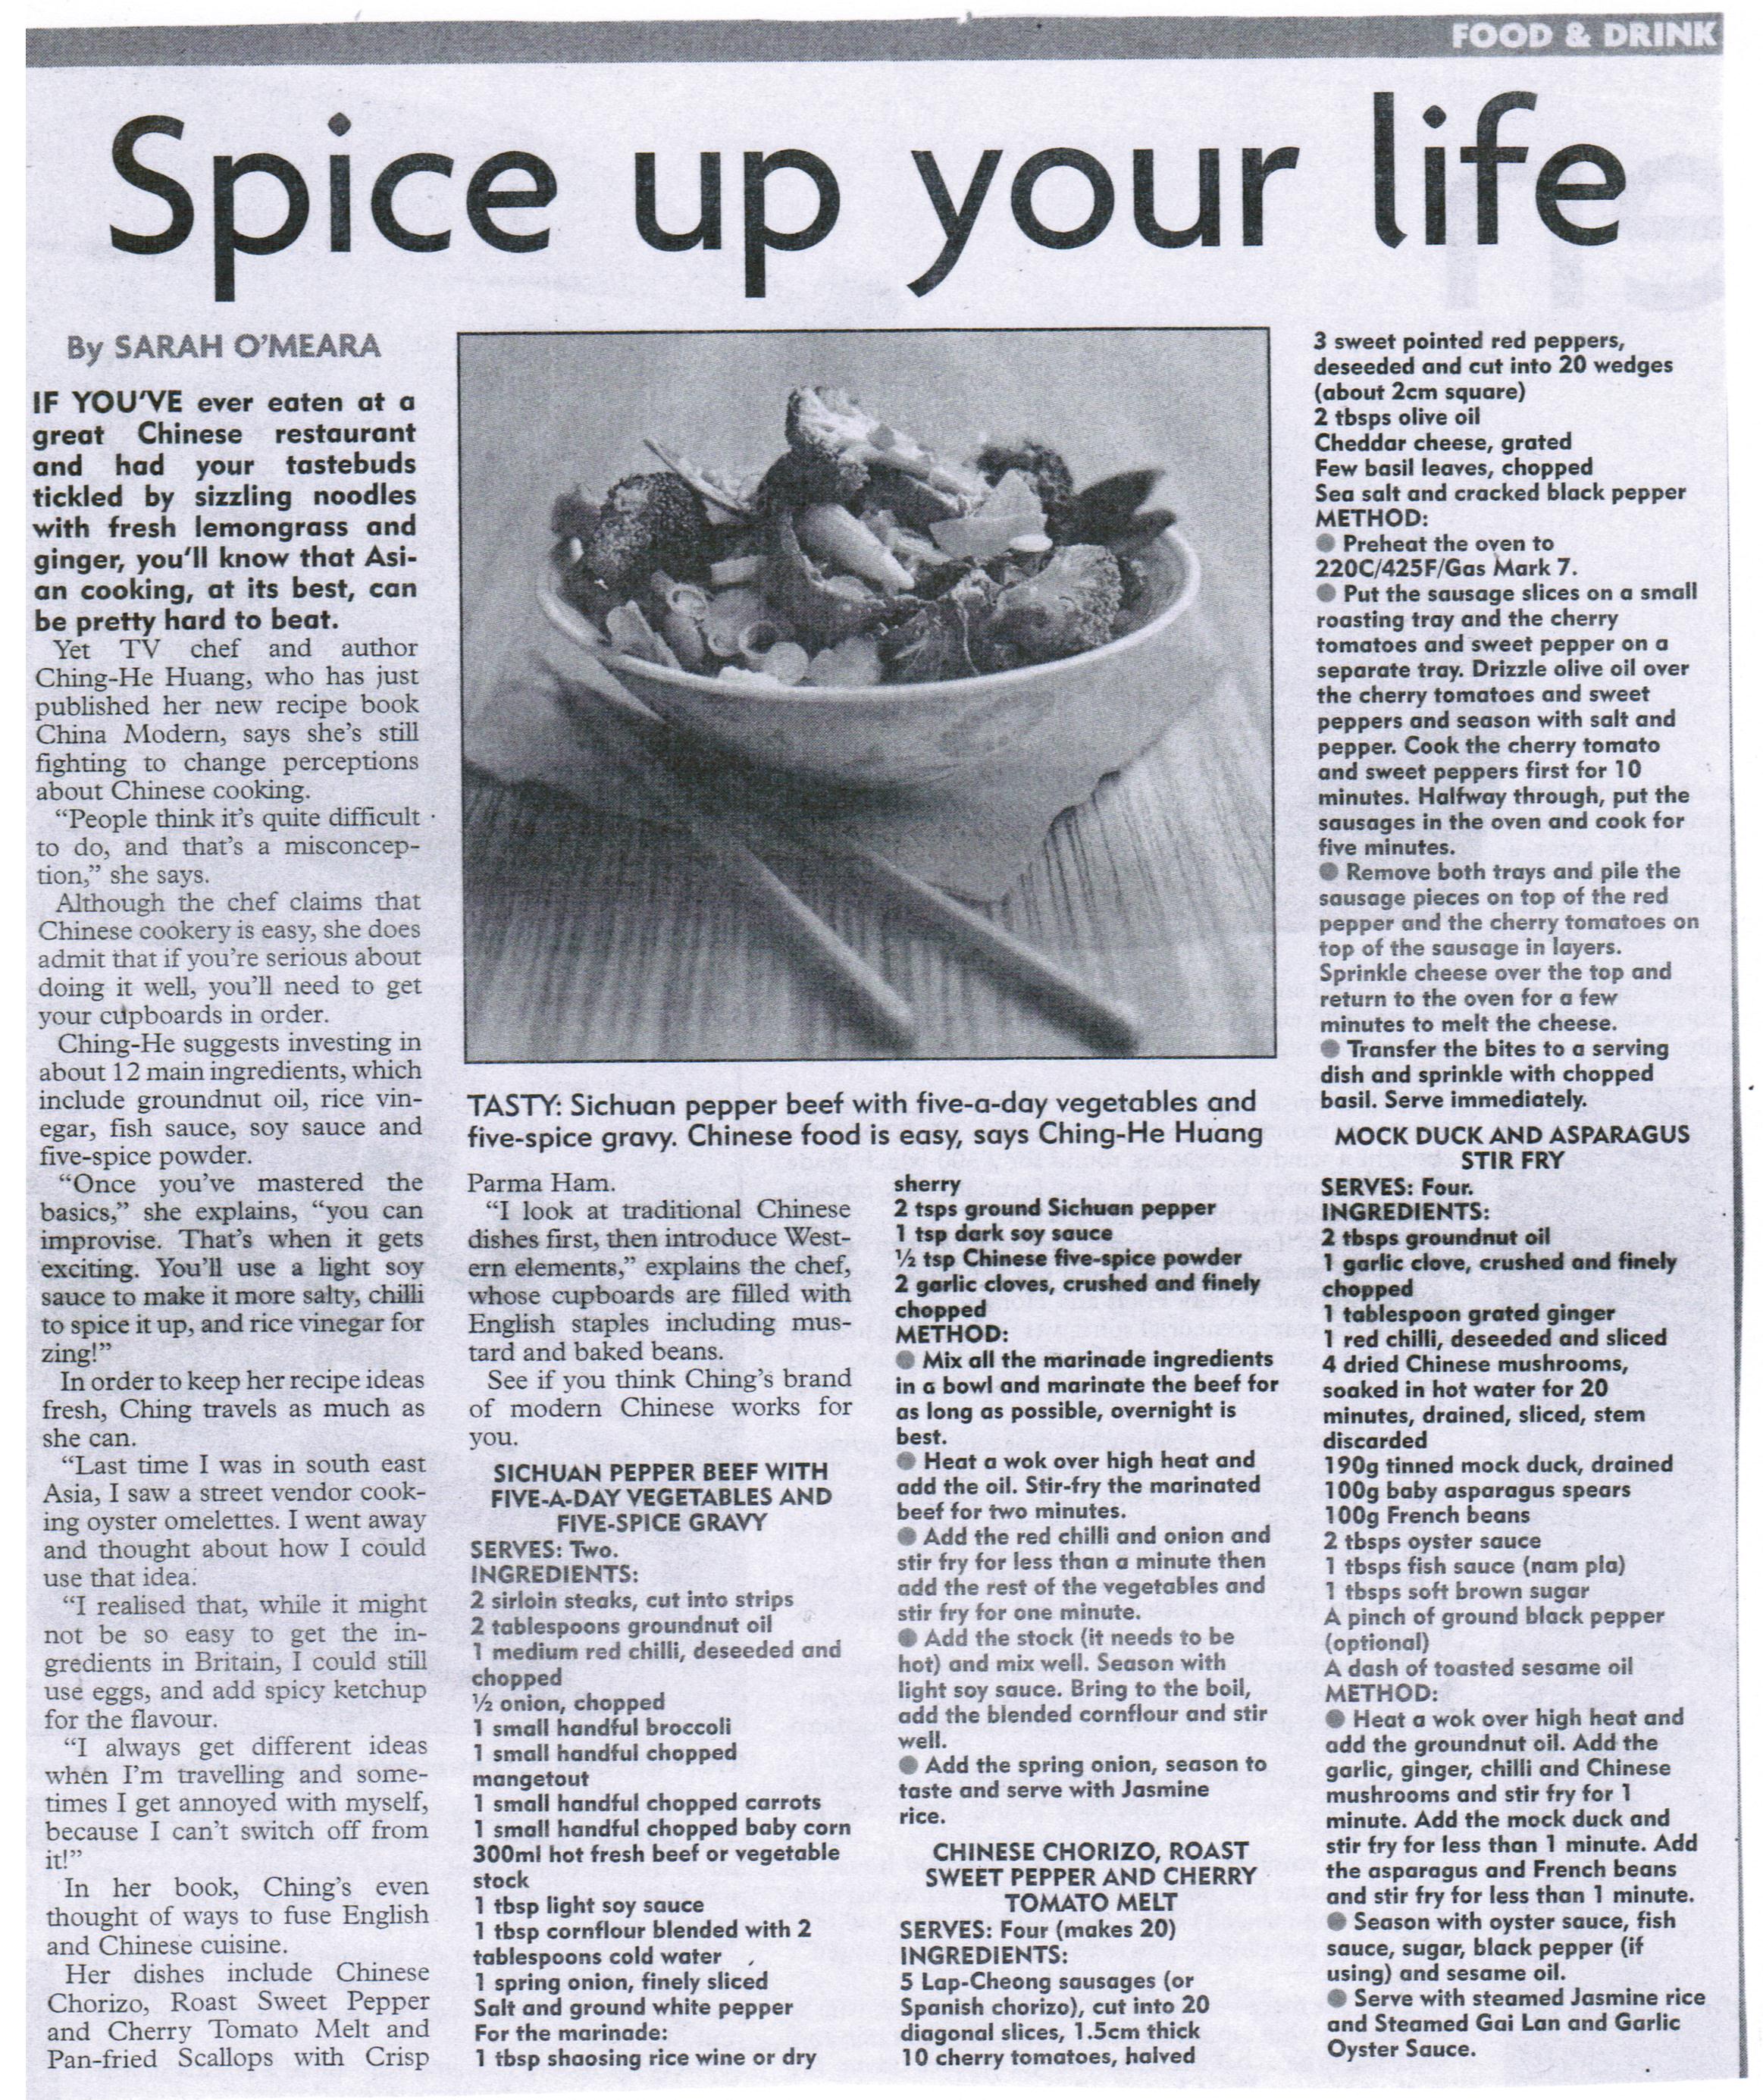 FOOD & DRINK
Spice up your life
By SARAH O'MEARA
IF YOU'VE ever eaten at a
great Chinese restaurant
and had your tastebuds
tickled by sizzling noodles
with fresh lemongrass and
ginger, you'll know that Asi-
an cooking, at its best, can
be pretty hard to beat.
Yet TV chef and author
Ching-He Huang, who has just
published her new recipe book
China Modern, says she's still
fighting to change perceptions
about Chinese cooking.
"People think it's quite difficult
to do, and that's a misconcep-
tion," she says.
Although the chef claims that
Chinese cookery is easy, she does
admit that if you're serious about
doing it well, you'll need to get
your cupboards in order.
Ching-He suggests investing in
about 12 main ingredients, which
include groundnut oil, rice vin-
egar, fish sauce, soy sauce and
five-spice powder.
"Once you've mastered the
basics," she explains, "you can
improvise. That's when it gets
exciting. You'll use a light soy
sauce to make it more salty, chilli
to spice it up, and rice vinegar for
zing!"
In order to keep her recipe ideas
fresh, Ching travels as much as
she can.
"Last time I was in south east
Asia, I saw a street vendor cook-
ing oyster omelettes. I went away
and thought about how I could
use that idea.
"I realised that, while it might
not be so easy to get the in-
gredients in Britain, I could still
use eggs, and add spicy ketchup
for the flavour.
"I always get different ideas
when I'm travelling and some-
times I get annoyed with myself,
because I can't switch off from
it!"
In her book, Ching's even
thought of ways to fuse English
and Chinese cuisine.
Her dishes include Chinese
Chorizo, Roast Sweet Pepper
and Cherry Tomato Melt and
Pan-fried Scallops with Crisp
TASTY: Sichuan pepper beef with five-a-day vegetables and
five-spice gravy. Chinese food is easy, says Ching-He Huang
Parma Ham.
"I look at traditional Chinese
dishes first, then introduce West-
ern elements," explains the chef,
whose cupboards are filled with
English staples including mus-
tard and baked beans.
See if you think Ching's brand
of modern Chinese works for
you.
SICHUAN PEPPER BEEF WITH
FIVE-A-DAY VEGETABLES AND
FIVE-SPICE GRAVY
SERVES: Two.
INGREDIENTS:
2 sirloin steaks, cut into strips
2 tablespoons groundnut oil
1 medium red chilli, deseeded and
chopped
½ onion, chopped
1 small handful broccoli
1 small handful chopped
mangetout
1 small handful chopped carrots
1 small handful chopped baby corn
300ml hot fresh beef or vegetable
stock
1 tbsp light soy sauce
1 tbsp cornflour blended with 2
tablespoons cold water
1 spring onion, finely sliced
Salt and ground white pepper
For the marinade:
1 tbsp shaosing rice wine or dry
sherry
2 tsps ground Sichuan pepper
1 tsp dark soy sauce
½ tsp Chinese five-spice powder
2 garlic cloves, crushed and finely
chopped
METHOD:
● Mix all the marinade ingredients
in a bowl and marinate the beef for
as long as possible, overnight is
best.
● Heat a wok over high heat and
add the oil. Stir-fry the marinated
beef for two minutes.
● Add the red chilli and onion and
stir fry for less than a minute then
add the rest of the vegetables and
stir fry for one minute.
● Add the stock (it needs to be
hot) and mix well. Season with
light soy sauce. Bring to the boil,
add the blended cornflour and stir
well.
● Add the spring onion, season to
taste and serve with Jasmine
rice.
CHINESE CHORIZO, ROAST
SWEET PEPPER AND CHERRY
TOMATO MELT
SERVES: Four (makes 20)
INGREDIENTS:
5 Lap-Cheong sausages (or
Spanish chorizo), cut into 20
diagonal slices, 1.5cm thick
10 cherry tomatoes, halved
3 sweet pointed red peppers,
deseeded and cut into 20 wedges
(about 2cm square)
2 tbsps olive oil
Cheddar cheese, grated
Few basil leaves, chopped
Sea salt and cracked black pepper
METHOD:
● Preheat the oven to
220C/425F/Gas Mark 7.
● Put the sausage slices on a small
roasting tray and the cherry
tomatoes and sweet pepper on a
separate tray. Drizzle olive oil over
the cherry tomatoes and sweet
peppers and season with salt and
pepper. Cook the cherry tomato
and sweet peppers first for 10
minutes. Halfway through, put the
sausages in the oven and cook for
five minutes.
● Remove both trays and pile the
sausage pieces on top of the red
pepper and the cherry tomatoes on
top of the sausage in layers.
Sprinkle cheese over the top and
return to the oven for a few
minutes to melt the cheese.
● Transfer the bites to a serving
dish and sprinkle with chopped
basil. Serve immediately.
MOCK DUCK AND ASPARAGUS
STIR FRY
SERVES: Four.
INGREDIENTS:
2 tbsps groundnut oil
1 garlic clove, crushed and finely
chopped
1 tablespoon grated ginger
1 red chilli, deseeded and sliced
4 dried Chinese mushrooms,
soaked in hot water for 20
minutes, drained, sliced, stem
discarded
190g tinned mock duck, drained
100g baby asparagus spears
100g French beans
2 tbsps oyster sauce
1 tbsps fish sauce (nam pla)
1 tbsps soft brown sugar
A pinch of ground black pepper
(optional)
A dash of toasted sesame oil
METHOD:
● Heat a wok over high heat and
add the groundnut oil. Add the
garlic, ginger, chilli and Chinese
mushrooms and stir fry for 1
minute. Add the mock duck and
stir fry for less than 1 minute. Add
the asparagus and French beans
and stir fry for less than 1 minute.
● Season with oyster sauce, fish
sauce, sugar, black pepper (if
using) and sesame oil.
● Serve with steamed Jasmine rice
and Steamed Gai Lan and Garlic
Oyster Sauce.